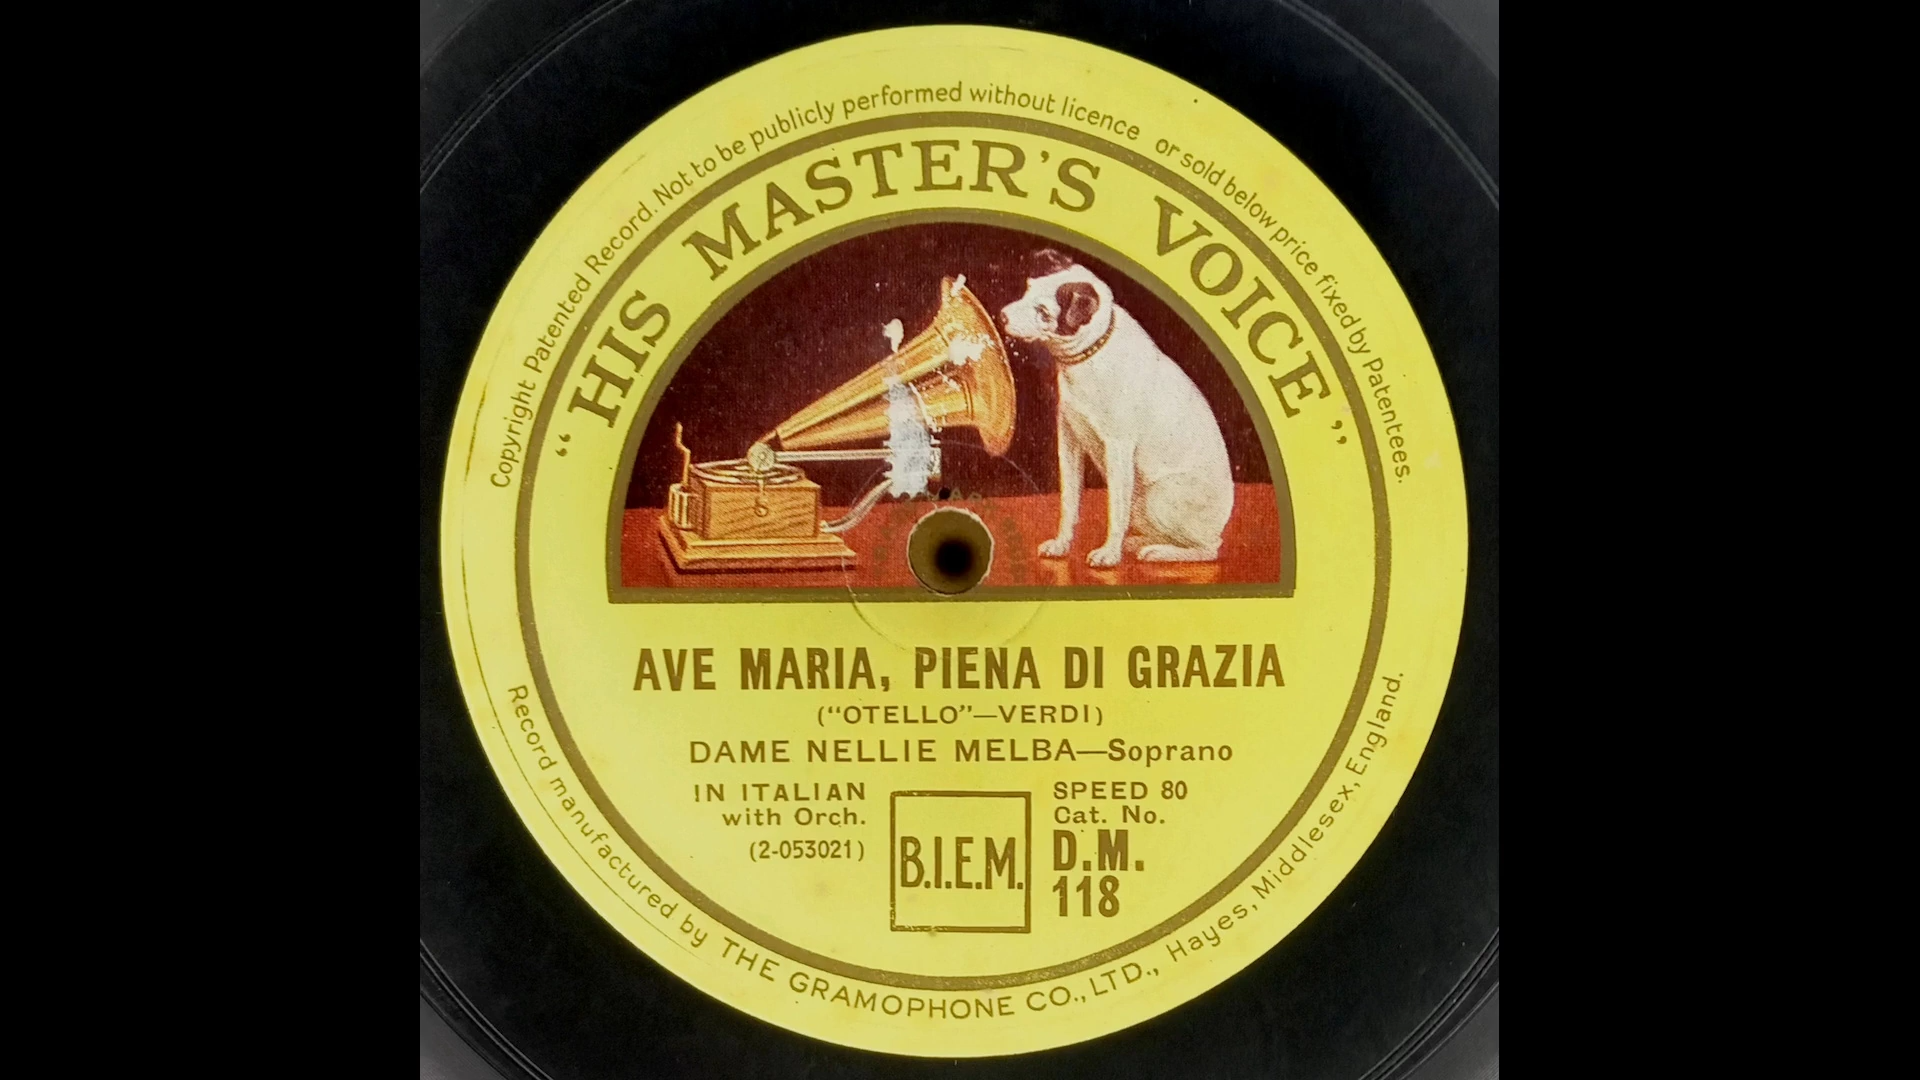 Copyright Patented Record. Not to be publicly performed without licence or sold below price fixed by Patentees.
"HIS MASTER'S VOICE"
AVE MARIA, PIENA DI GRAZIA
("OTELLO"—VERDI)
DAME NELLIE MELBA—Soprano
IN ITALIAN
with Orch.
(2-053021)
B.I.E.M.
SPEED 80
Cat. No.
D.M.
118
Record manufactured by THE GRAMOPHONE CO., LTD., Hayes, Middlesex, England.